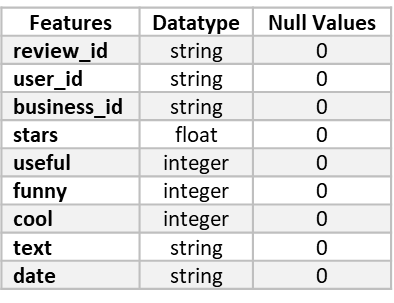 Features Datatype Null Values
review_id string 0
user_id string 0
business_id string 0
stars float 0
useful integer 0
funny integer 0
cool integer 0
text string 0
date string 0